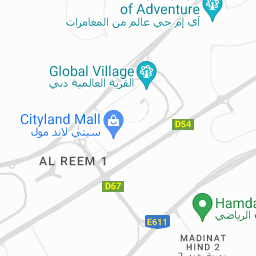 of Adventure
آي إم جي عالم من المغامرات
Global Village
القرية العالمية دبي
Cityland Mall
سيتي لاند مول
D54
AL REEM 1
D67
Hamda
الرياضي
E611
MADINAT
HIND 2